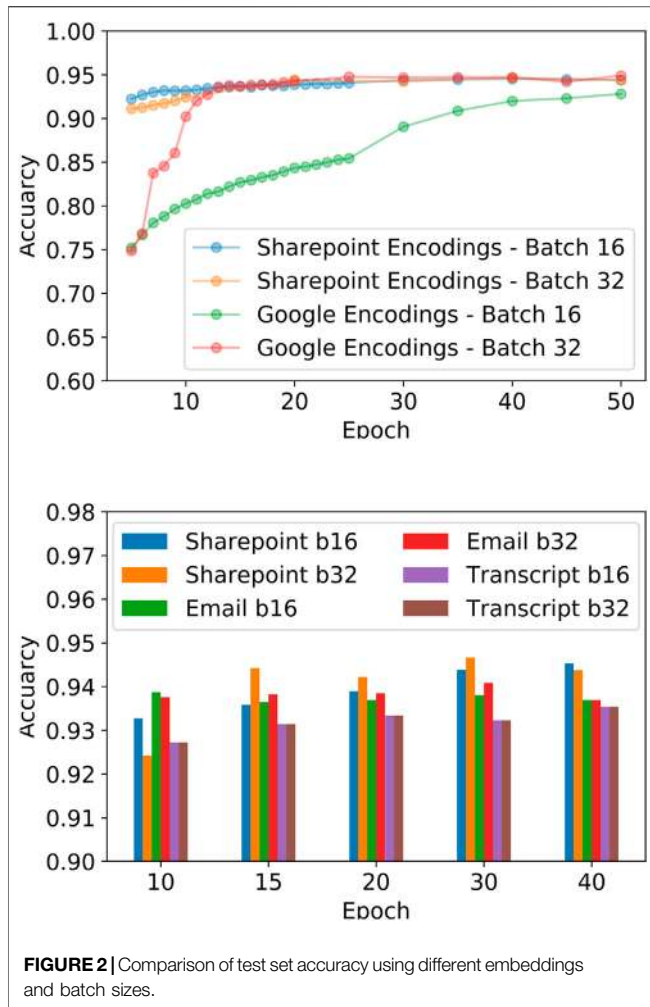 1.00
0.95
0.90
0.85
0.80
0.75
0.70
0.65
0.60
Accuarcy
Sharepoint Encodings - Batch 16
Sharepoint Encodings - Batch 32
Google Encodings - Batch 16
Google Encodings - Batch 32
10 20 30 40 50
Epoch
0.98
0.97
0.96
0.95
0.94
0.93
0.92
0.91
0.90
Accuarcy
Sharepoint b16
Sharepoint b32
Email b16
Email b32
Transcript b16
Transcript b32
10 15 20 30 40
Epoch
FIGURE 2 | Comparison of test set accuracy using different embeddings
and batch sizes.